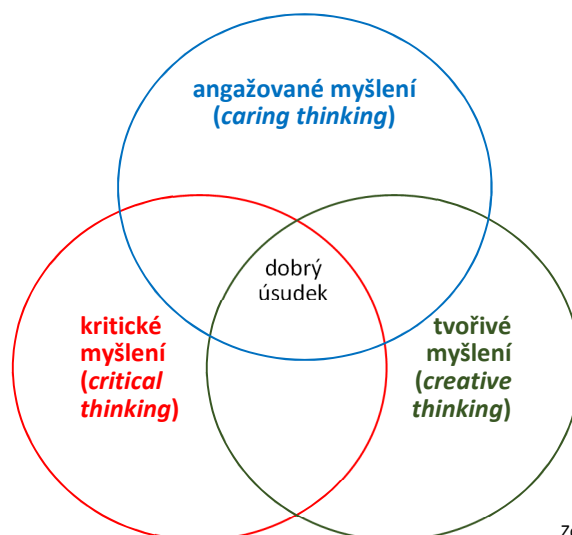 angažované myšlení
(caring thinking)
dobrý
úsudek
kritické
myšlení
(critical
thinking)
tvořivé
myšlení
(creative
thinking)